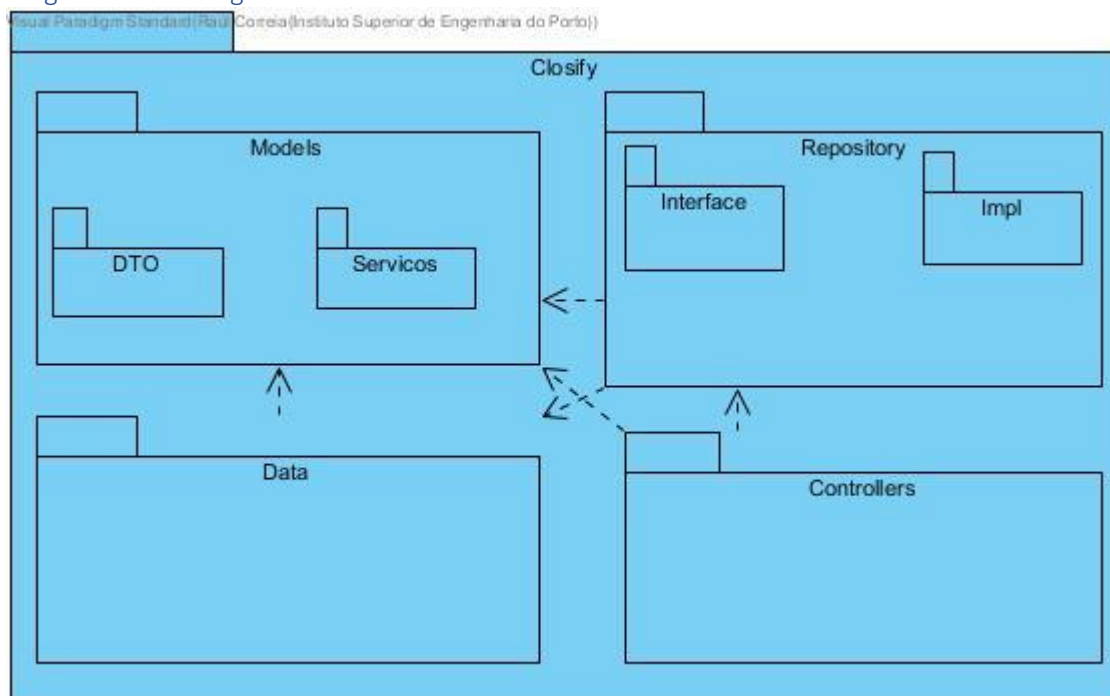 Visual Paradigm Standard(Raul Correia(Instituto Superior de Engenharia do Porto))
Closify
Models
Repository
Interface
Impl
DTO
Servicos
Data
Controllers